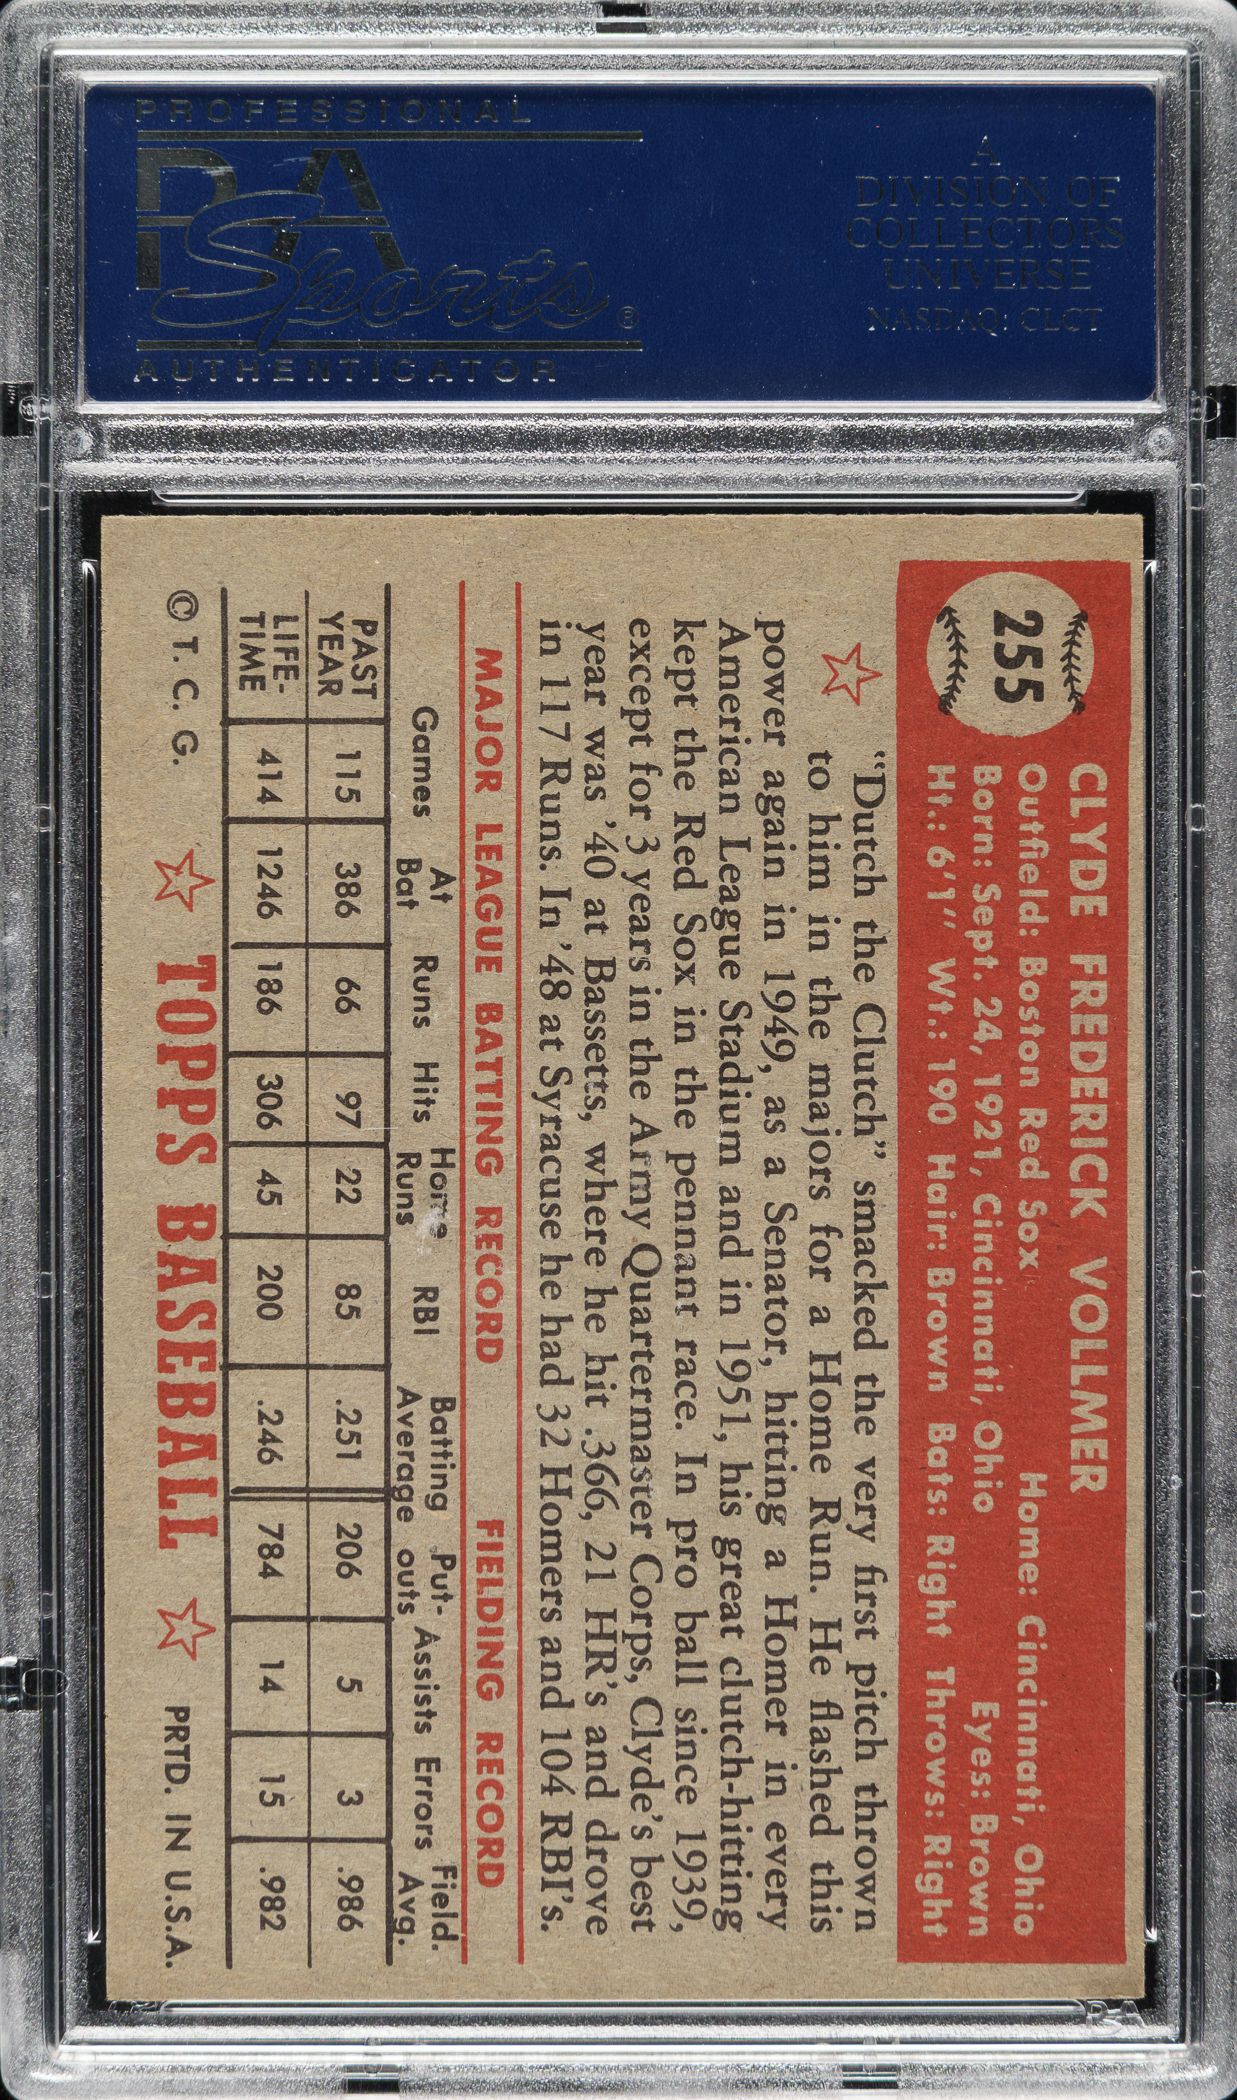 PROFESSIONAL
PSA
Sports®
AUTHENTICATOR
A
DIVISION OF
COLLECTORS
UNIVERSE
NASDAQ: CLCT
255
CLYDE FREDERICK VOLLMER
Outfield: Boston Red Sox Home: Cincinnati, Ohio
Born: Sept. 24, 1921, Cincinnati, Ohio Eyes: Brown
Ht.: 6'1" Wt.: 190 Hair: Brown Bats: Right Throws: Right
"Dutch the Clutch" smacked the very first pitch thrown
to him in the majors for a Home Run. He flashed this
power again in 1949, as a Senator, hitting a Homer in every
American League Stadium and in 1951, his great clutch-hitting
kept the Red Sox in the pennant race. In pro ball since 1939,
except for 3 years in the Army Quartermaster Corps, Clyde's best
year was '40 at Bassetts, where he hit .366, 21 HR's and drove
in 117 Runs. In '48 at Syracuse he had 32 Homers and 104 RBI's.
MAJOR LEAGUE BATTING RECORD FIELDING RECORD
Games At Bat Runs Hits Home Runs RBI Batting Average Put-outs Assists Errors Field. Avg.
PAST YEAR 115 386 66 97 22 85 .251 206 5 3 .986
LIFE-TIME 414 1246 186 306 45 200 .246 784 14 15 .982
© T. C. G. TOPPS BASEBALL PRTD. IN U.S.A.
PSA